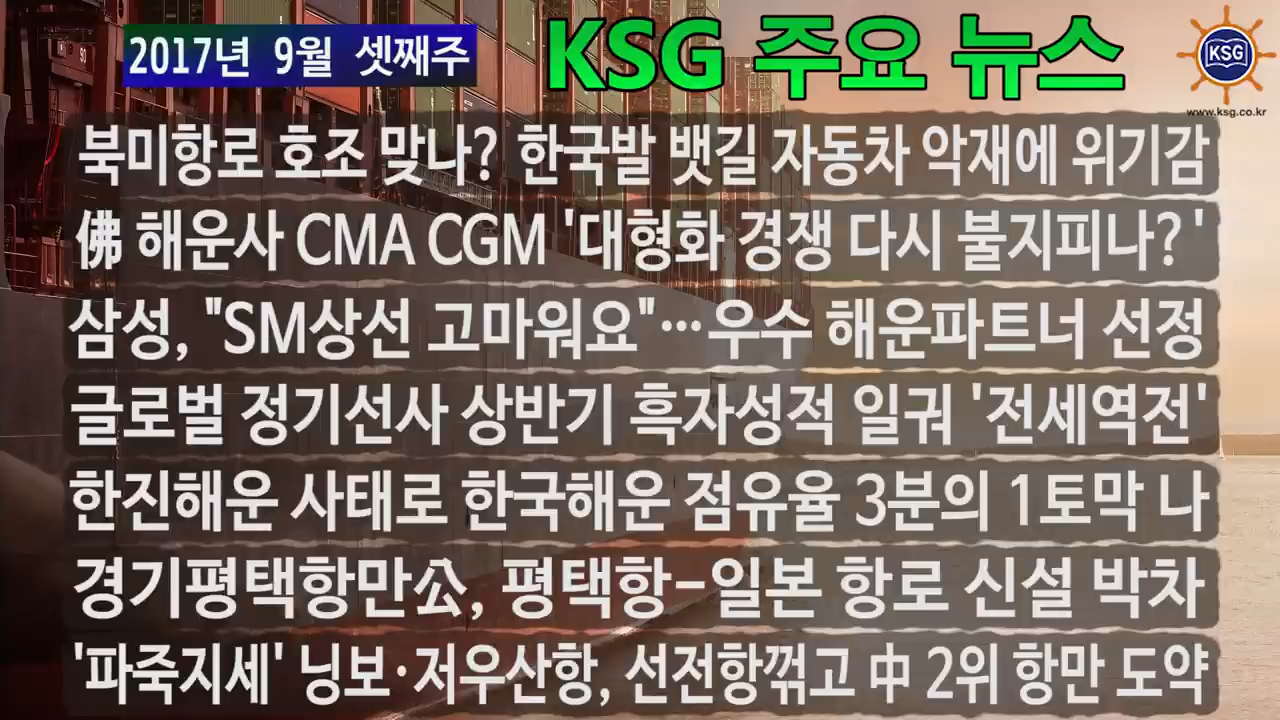 2017년 9월 셋째주
KSG 주요 뉴스
KSG
www.ksg.co.kr
북미항로 호조 맞나? 한국발 뱃길 자동차 악재에 위기감
佛 해운사 CMA CGM '대형화 경쟁 다시 불지피나?'
삼성, "SM상선 고마워요"…우수 해운파트너 선정
글로벌 정기선사 상반기 흑자성적 일궈 '전세역전'
한진해운 사태로 한국해운 점유율 3분의 1토막 나
경기평택항만公, 평택항-일본 항로 신설 박차
'파죽지세' 닝보·저우산항, 선전항꺾고 中 2위 항만 도약